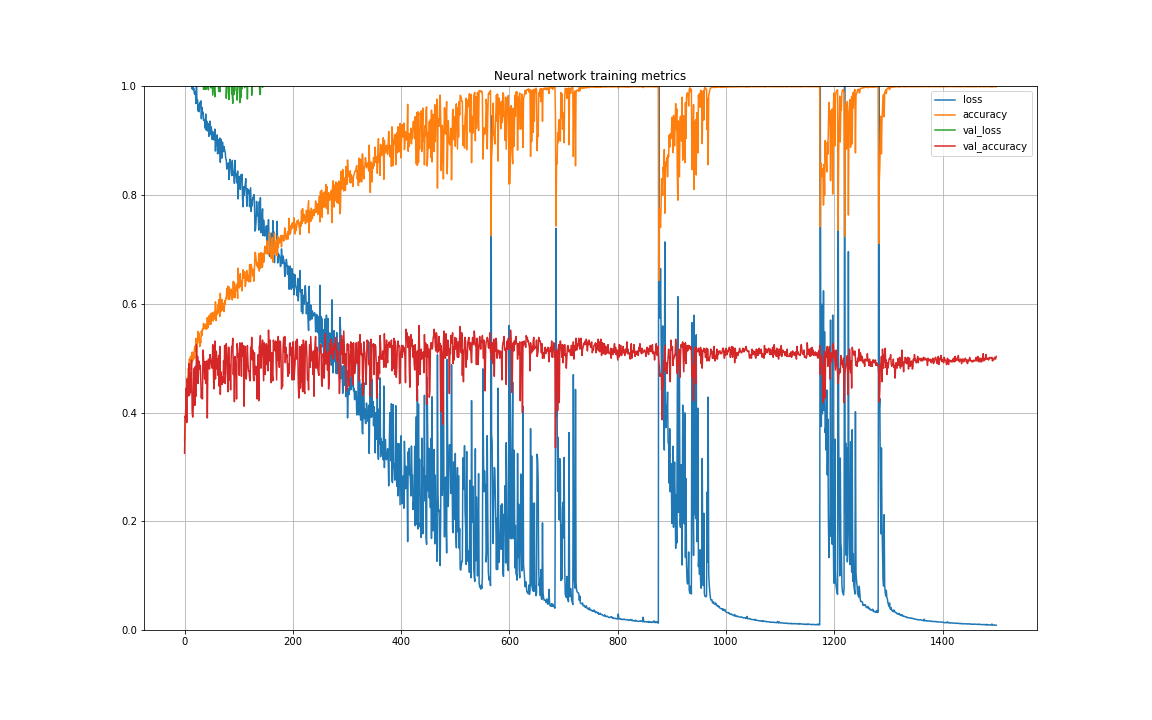 Neural network training metrics
1.0
0.8
0.6
0.4
0.2
0.0
0 200 400 600 800 1000 1200 1400
loss
accuracy
val_loss
val_accuracy